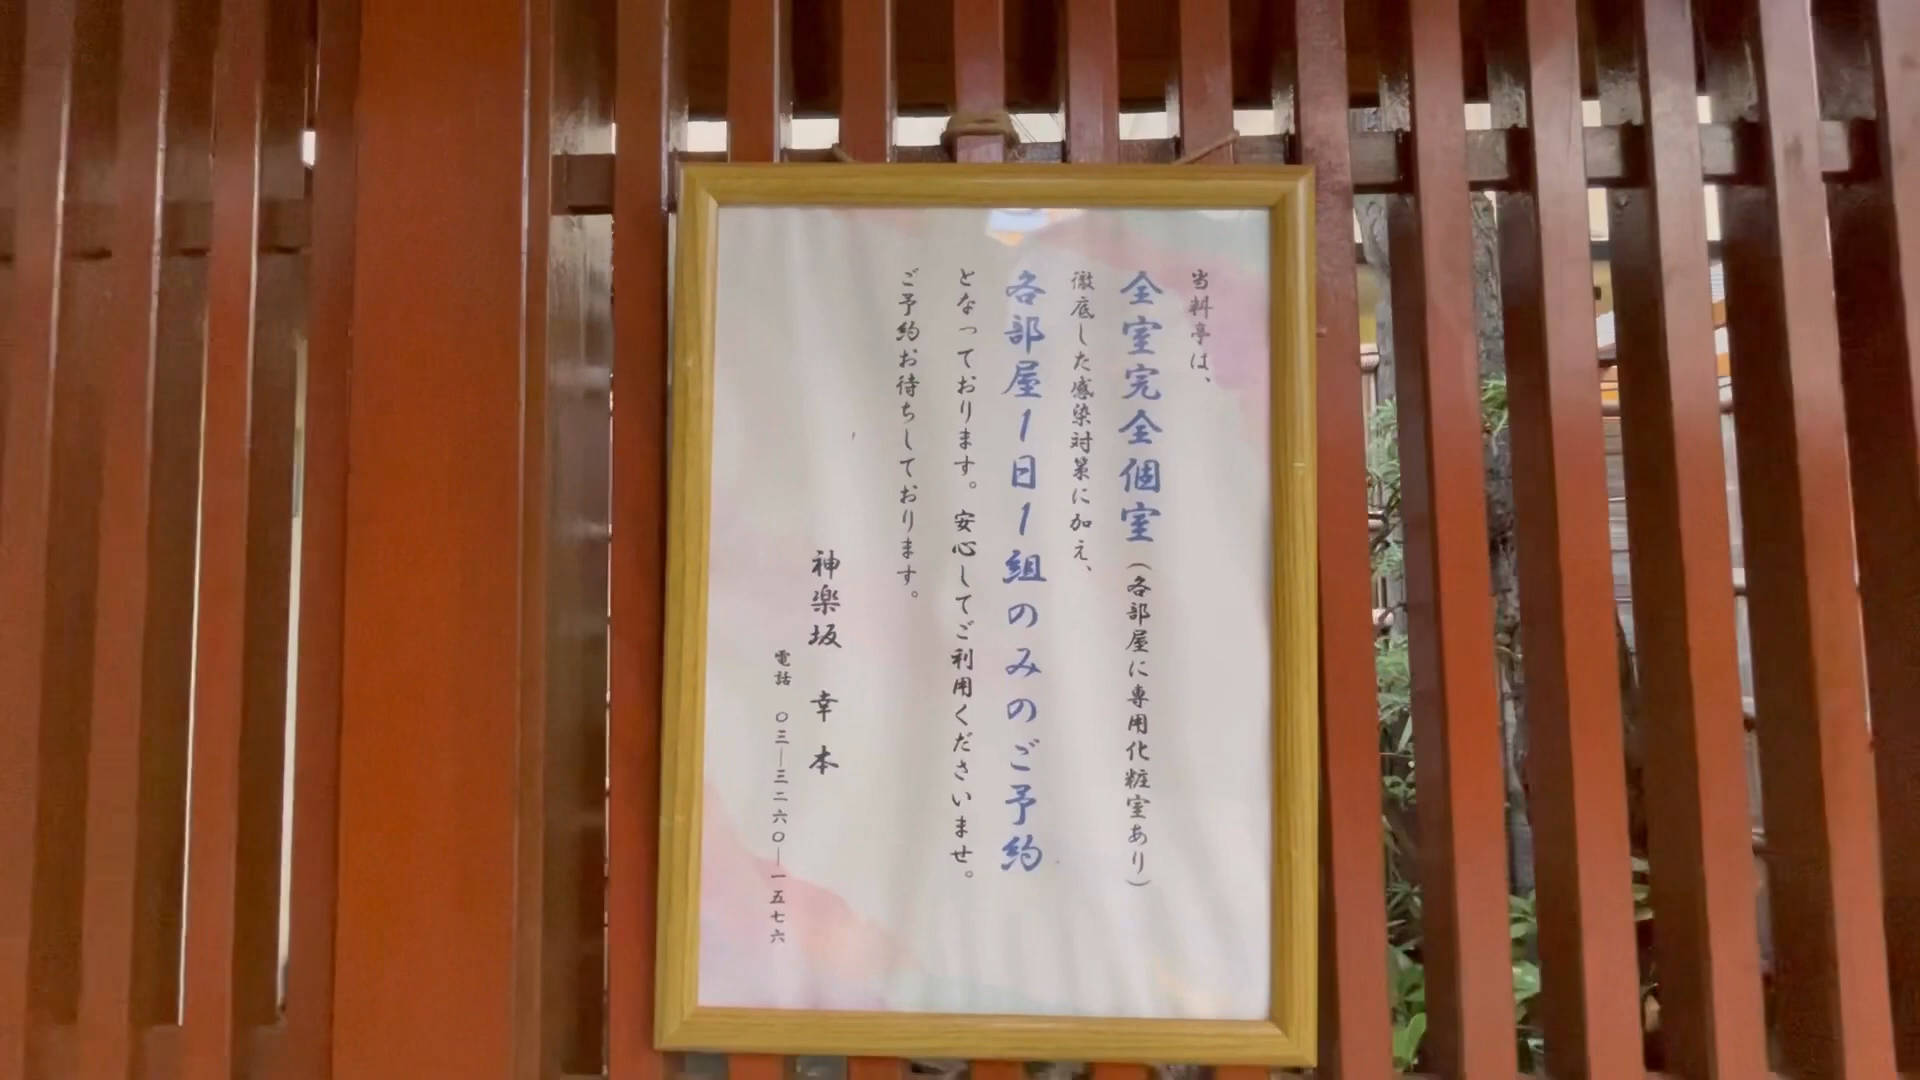 当料亭は、
全室完全個室（各部屋に専用化粧室あり）
徹底した感染対策に加え、
各部屋1日1組のみのご予約
となっております。安心してご利用くださいませ。
ご予約お待ちしております。
神楽坂　幸本
電話　〇三―三二六〇―一五七六